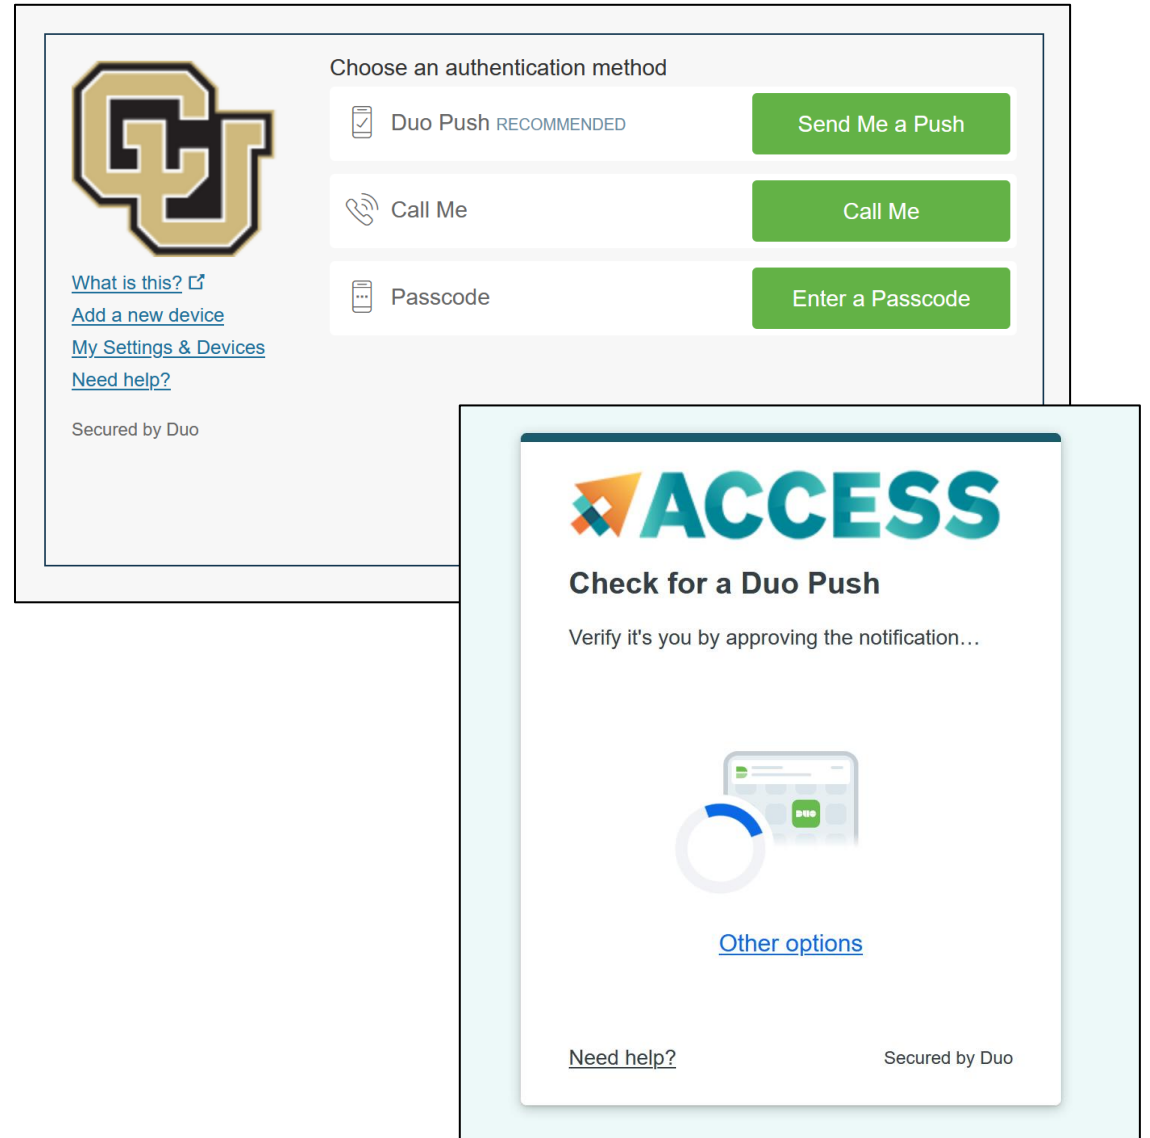 CU
Choose an authentication method
Duo Push RECOMMENDED
Send Me a Push
Call Me
Call Me
Passcode
Enter a Passcode
What is this?
Add a new device
My Settings & Devices
Need help?
Secured by Duo
ACCESS
Check for a Duo Push
Verify it's you by approving the notification…
DUO
Other options
Need help?
Secured by Duo